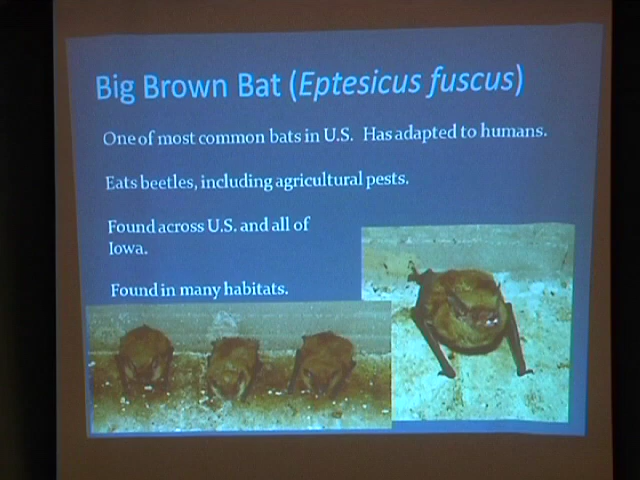 Big Brown Bat (Eptesicus fuscus)
One of most common bats in U.S. Has adapted to humans.
Eats beetles, including agricultural pests.
Found across U.S. and all of
Iowa.
Found in many habitats.